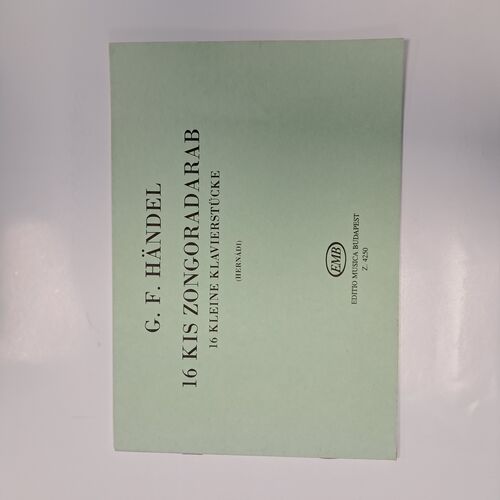 G. F. HÄNDEL
16 KIS ZONGORADARAB
16 KLEINE KLAVIERSTÜCKE
(HERNÁDI)
EMB
EDITIO MUSICA BUDAPEST
Z. 4250